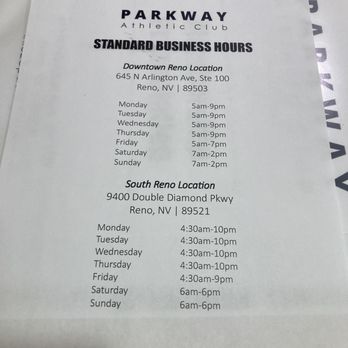 PARKWAY
Athletic Club
STANDARD BUSINESS HOURS
Downtown Reno Location
645 N Arlington Ave, Ste 100
Reno, NV | 89503
Monday 5am-9pm
Tuesday 5am-9pm
Wednesday 5am-9pm
Thursday 5am-9pm
Friday 5am-7pm
Saturday 7am-2pm
Sunday 7am-2pm
South Reno Location
9400 Double Diamond Pkwy
Reno, NV | 89521
Monday 4:30am-10pm
Tuesday 4:30am-10pm
Wednesday 4:30am-10pm
Thursday 4:30am-10pm
Friday 4:30am-9pm
Saturday 6am-6pm
Sunday 6am-6pm
PARKWAY